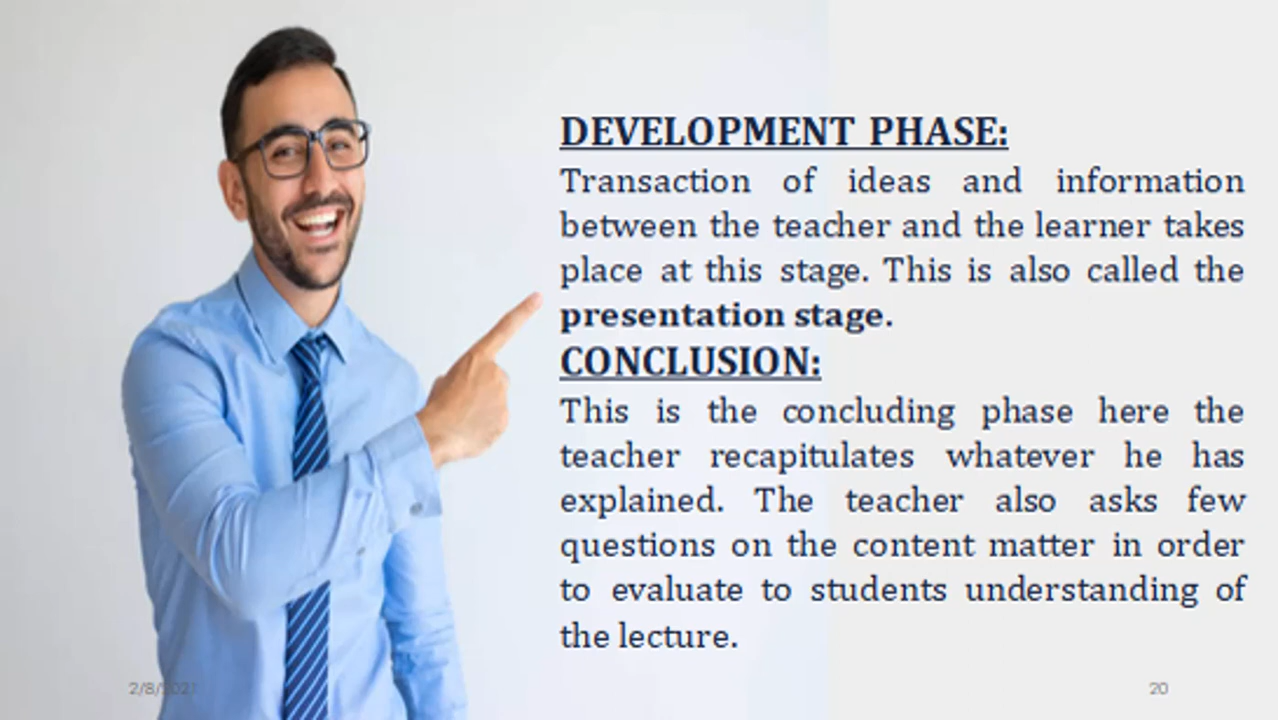 DEVELOPMENT PHASE:
Transaction of ideas and information
between the teacher and the learner takes
place at this stage. This is also called the
presentation stage.
CONCLUSION:
This is the concluding phase here the
teacher recapitulates whatever he has
explained. The teacher also asks few
questions on the content matter in order
to evaluate to students understanding of
the lecture.
2/8/2021
20